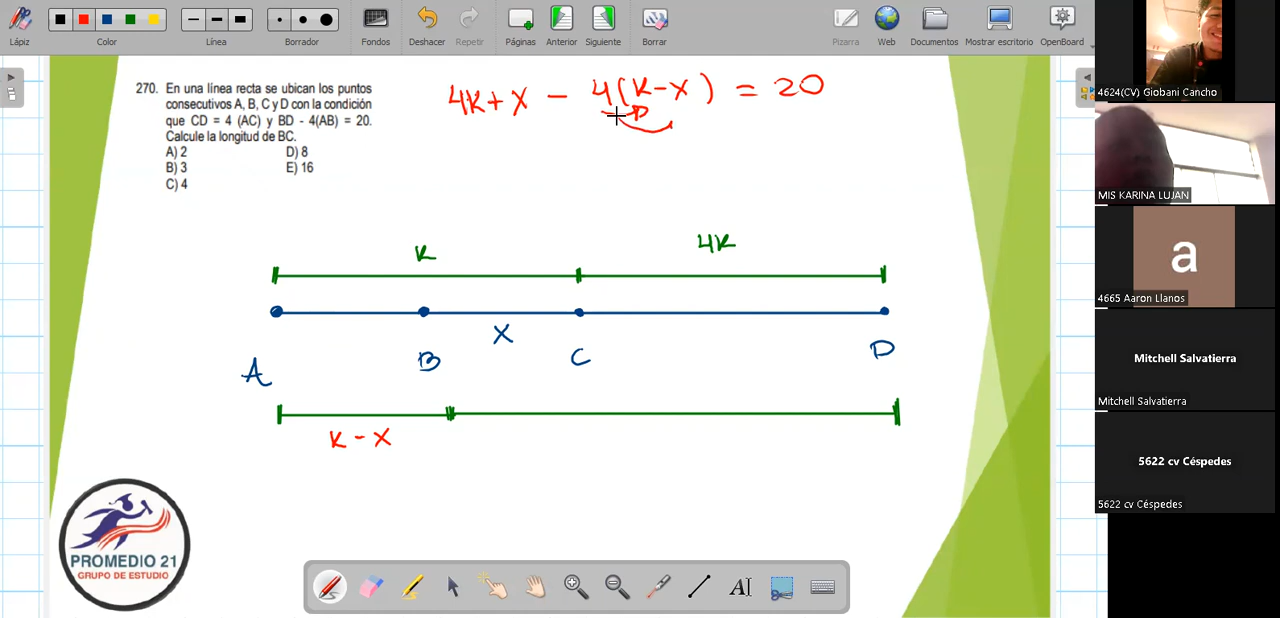 Lápiz
Color
Línea
Borrador
Fondos
Deshacer
Repetir
Páginas
Anterior
Siguiente
Borrar
Pizarra
Web
Documentos
Mostrar escritorio
OpenBoard
270. En una línea recta se ubican los puntos
consecutivos A, B, C y D con la condición
que CD = 4 (AC) y BD - 4(AB) = 20.
Calcule la longitud de BC.
A) 2 D) 8
B) 3 E) 16
C) 4
4K+X - 4(K-X) = 20
K 4K
X
A B C D
K - X
PROMEDIO 21
GRUPO DE ESTUDIO
4624(CV) Giobani Cancho
MIS KARINA LUJAN
a
4665 Aaron Llanos
Mitchell Salvatierra
Mitchell Salvatierra
5622 cv Céspedes
5622 cv Céspedes
AI